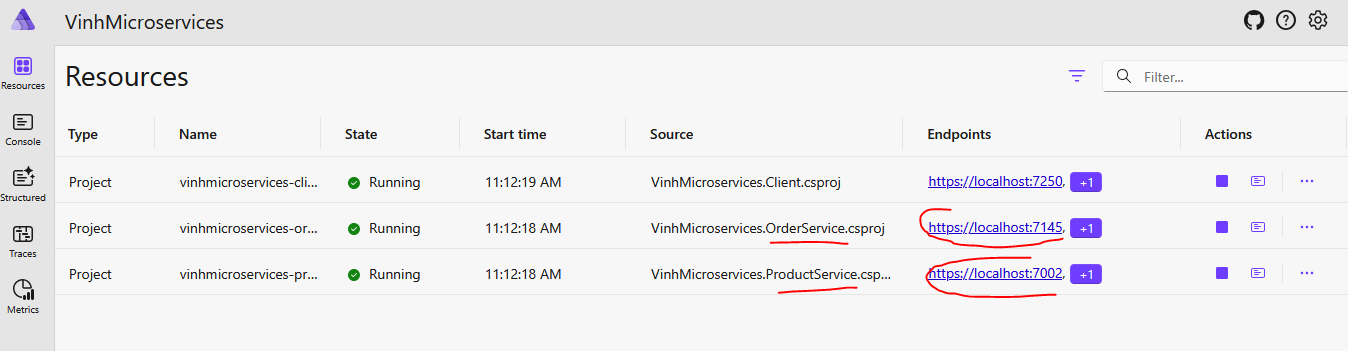 VinhMicroservices
Resources
Resources
Filter...
Console
Structured
Traces
Metrics
Type Name State Start time Source Endpoints Actions
Project vinhmicroservices-cli... Running 11:12:19 AM VinhMicroservices.Client.csproj https://localhost:7250, +1
Project vinhmicroservices-or... Running 11:12:18 AM VinhMicroservices.OrderService.csproj https://localhost:7145, +1
Project vinhmicroservices-pr... Running 11:12:18 AM VinhMicroservices.ProductService.csp... https://localhost:7002, +1